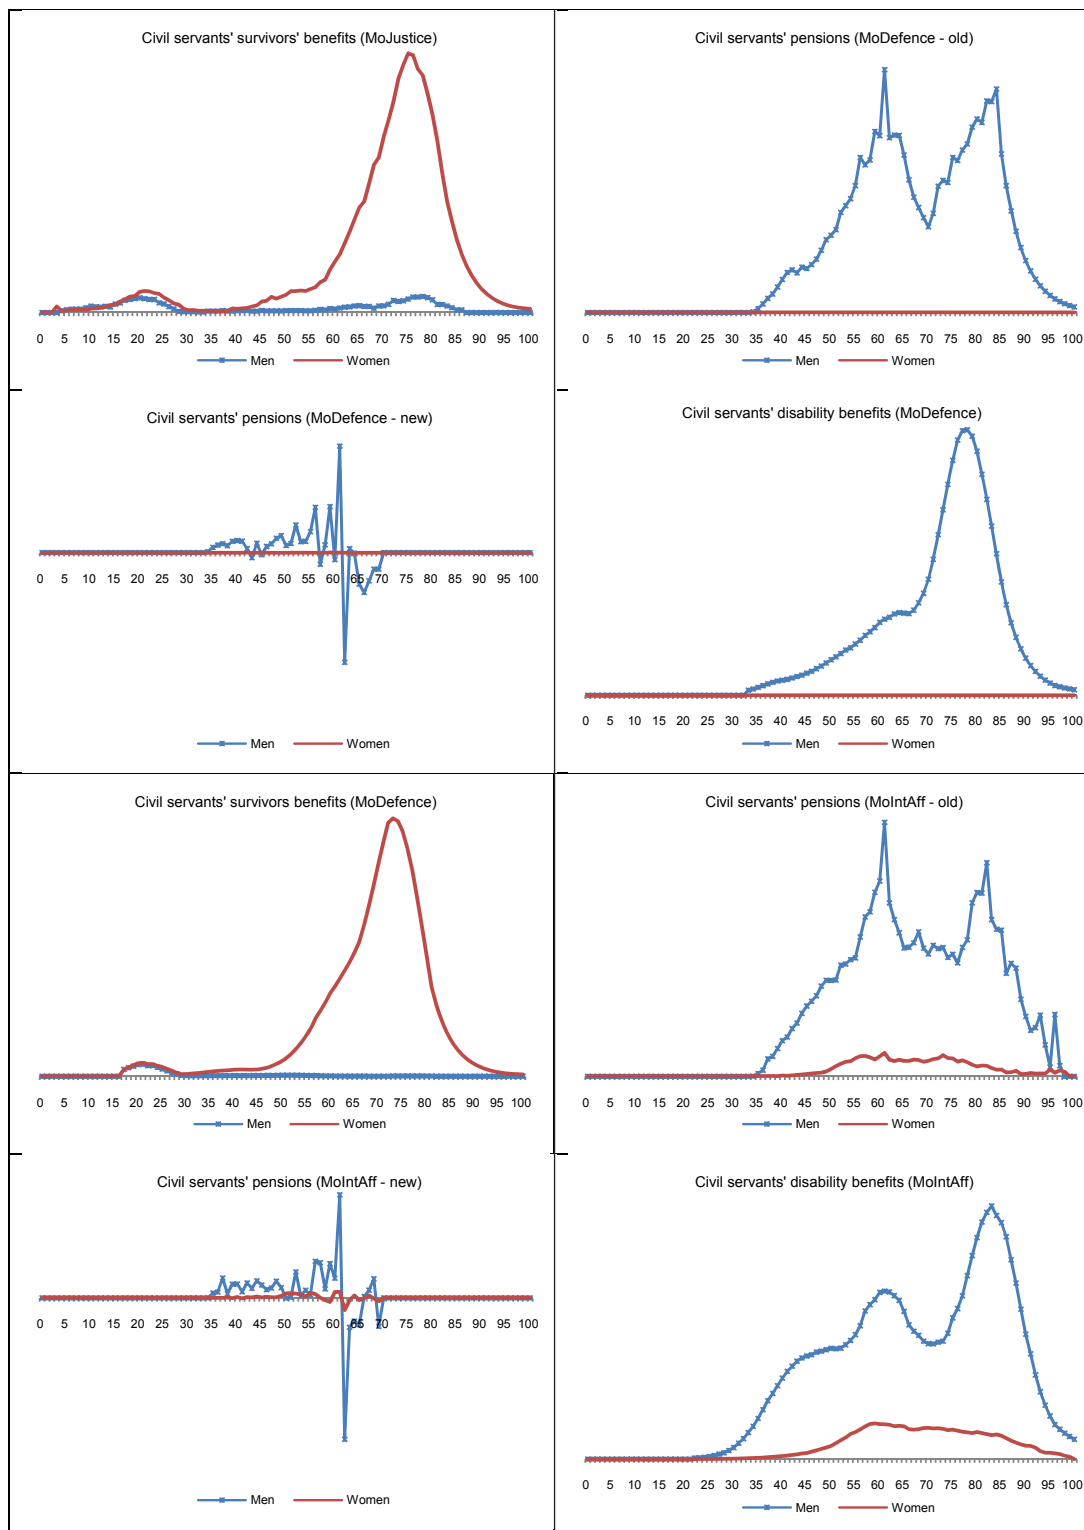 Civil servants' survivors' benefits (MoJustice)
0 5 10 15 20 25 30 35 40 45 50 55 60 65 70 75 80 85 90 95 100
Men Women
Civil servants' pensions (MoDefence - old)
0 5 10 15 20 25 30 35 40 45 50 55 60 65 70 75 80 85 90 95 100
Men Women
Civil servants' pensions (MoDefence - new)
0 5 10 15 20 25 30 35 40 45 50 55 60 65 70 75 80 85 90 95 100
Men Women
Civil servants' disability benefits (MoDefence)
0 5 10 15 20 25 30 35 40 45 50 55 60 65 70 75 80 85 90 95 100
Men Women
Civil servants' survivors benefits (MoDefence)
0 5 10 15 20 25 30 35 40 45 50 55 60 65 70 75 80 85 90 95 100
Men Women
Civil servants' pensions (MoIntAff - old)
0 5 10 15 20 25 30 35 40 45 50 55 60 65 70 75 80 85 90 95 100
Men Women
Civil servants' pensions (MoIntAff - new)
0 5 10 15 20 25 30 35 40 45 50 55 60 65 70 75 80 85 90 95 100
Men Women
Civil servants' disability benefits (MoIntAff)
0 5 10 15 20 25 30 35 40 45 50 55 60 65 70 75 80 85 90 95 100
Men Women